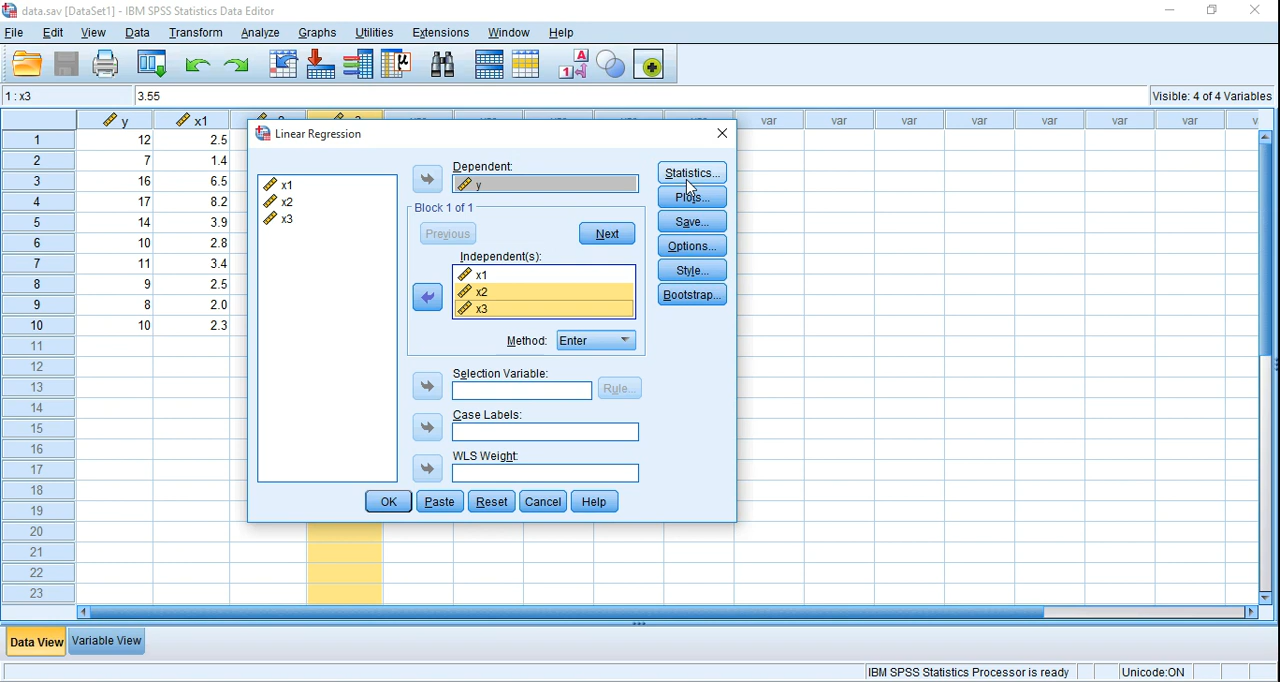 data.sav [DataSet1] - IBM SPSS Statistics Data Editor
File Edit View Data Transform Analyze Graphs Utilities Extensions Window Help
1 : x3 3.55 Visible: 4 of 4 Variables
y x1 var var var var var var var
1 12 2.5
2 7 1.4
3 16 6.5
4 17 8.2
5 14 3.9
6 10 2.8
7 11 3.4
8 9 2.5
9 8 2.0
10 10 2.3
11
12
13
14
15
16
17
18
19
20
21
22
23
Linear Regression
x1
x2
x3
Dependent:
y
Block 1 of 1
Previous Next
Independent(s):
x1
x2
x3
Method: Enter
Selection Variable:
Rule...
Case Labels:
WLS Weight:
Statistics...
Plots...
Save...
Options...
Style...
Bootstrap...
OK Paste Reset Cancel Help
Data View Variable View
IBM SPSS Statistics Processor is ready Unicode:ON